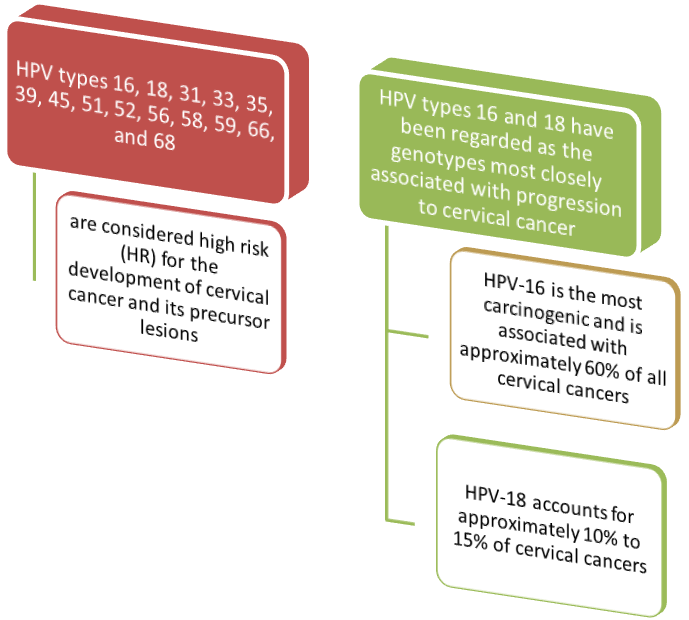 HPV types 16, 18, 31, 33, 35,
39, 45, 51, 52, 56, 58, 59, 66,
and 68
are considered high risk
(HR) for the
development of cervical
cancer and its precursor
lesions
HPV types 16 and 18 have
been regarded as the
genotypes most closely
associated with progression
to cervical cancer
HPV-16 is the most
carcinogenic and is
associated with
approximately 60% of all
cervical cancers
HPV-18 accounts for
approximately 10% to
15% of cervical cancers